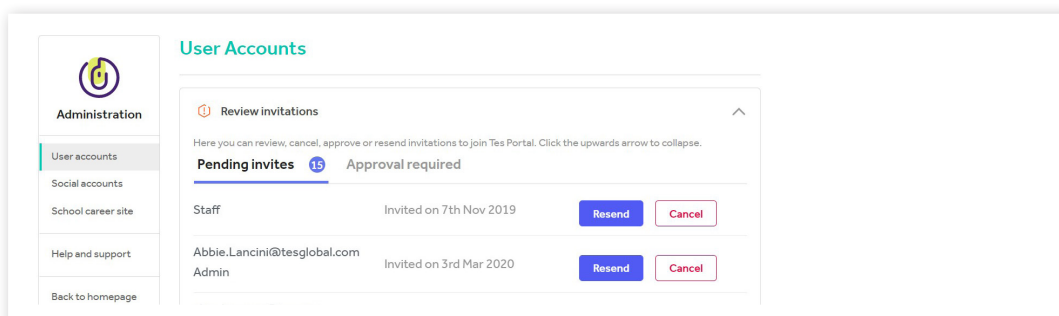 User Accounts
Administration
User accounts
Social accounts
School career site
Help and support
Back to homepage
Review invitations
Here you can review, cancel, approve or resend invitations to join Tes Portal. Click the upwards arrow to collapse.
Pending invites 15 Approval required
Staff Invited on 7th Nov 2019 Resend Cancel
Abbie.Lancini@tesglobal.com
Admin
Invited on 3rd Mar 2020 Resend Cancel